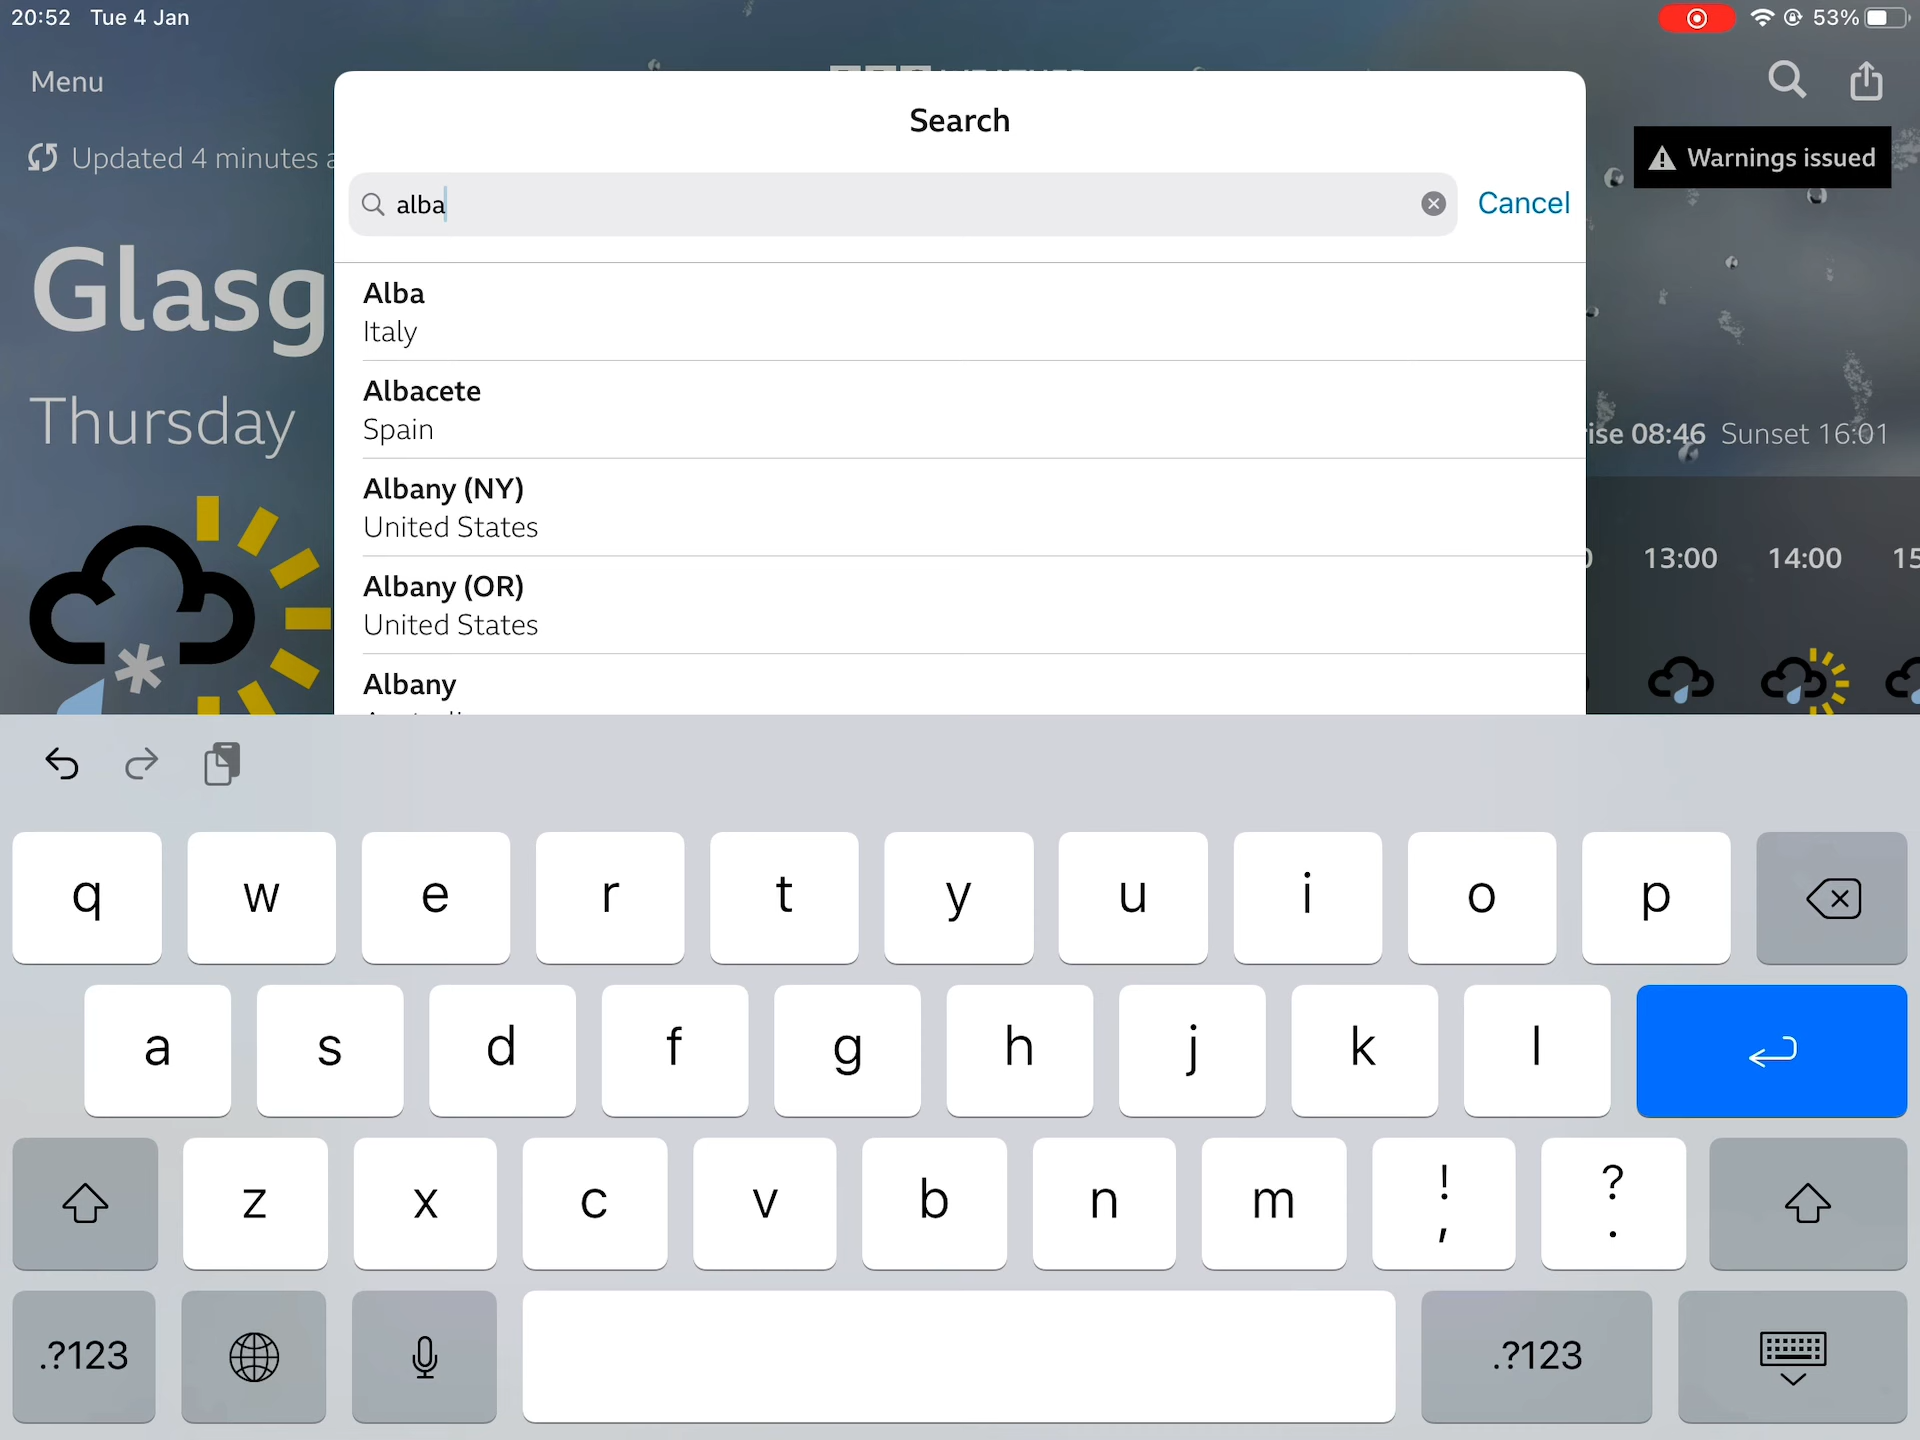 20:52 Tue 4 Jan
53%
Menu
Search
Updated 4 minutes
Warnings issued
alba
Cancel
Glasg
Alba
Italy
Thursday
Albacete
Spain
08:46 Sunset 16:01
Albany (NY)
United States
13:00 14:00 15
Albany (OR)
United States
Albany
q w e r t y u i o p
a s d f g h j k l
z x c v b n m ! , ? .
.?123 .?123